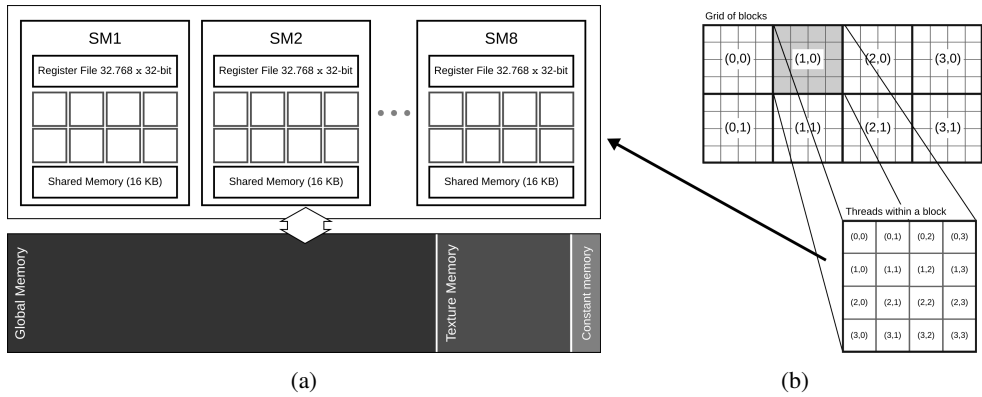 SM1
Register File 32.768 x 32-bit
Shared Memory (16 KB)
SM2
Register File 32.768 x 32-bit
Shared Memory (16 KB)
SM8
Register File 32.768 x 32-bit
Shared Memory (16 KB)
Global Memory
Texture Memory
Constant memory
(a)
Grid of blocks
(0,0) (1,0) (2,0) (3,0)
(0,1) (1,1) (2,1) (3,1)
Threads within a block
(0,0) (0,1) (0,2) (0,3)
(1,0) (1,1) (1,2) (1,3)
(2,0) (2,1) (2,2) (2,3)
(3,0) (3,1) (3,2) (3,3)
(b)